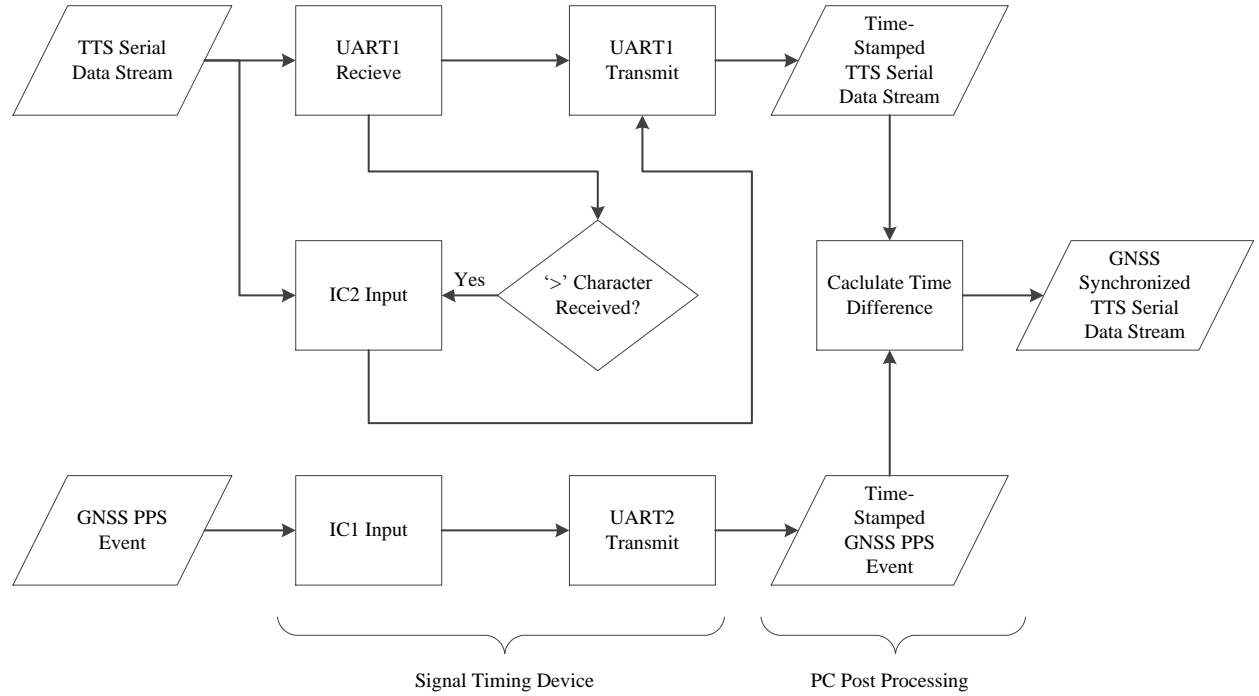 TTS Serial
Data Stream
UART1
Recieve
UART1
Transmit
Time-
Stamped
TTS Serial
Data Stream
IC2 Input
Yes
‘>’ Character
Received?
Caclulate Time
Difference
GNSS
Synchronized
TTS Serial
Data Stream
GNSS PPS
Event
IC1 Input
UART2
Transmit
Time-
Stamped
GNSS PPS
Event
Signal Timing Device
PC Post Processing